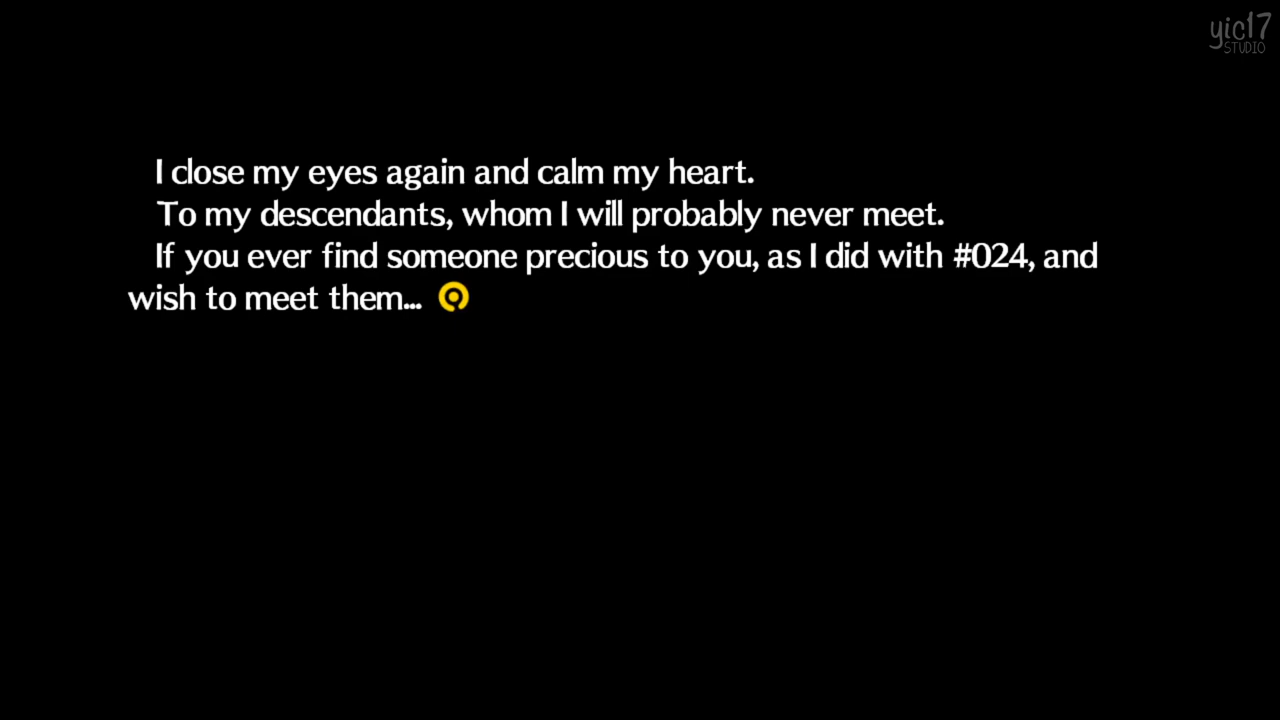 yic17
STUDIO
I close my eyes again and calm my heart.
To my descendants, whom I will probably never meet.
If you ever find someone precious to you, as I did with #024, and
wish to meet them...